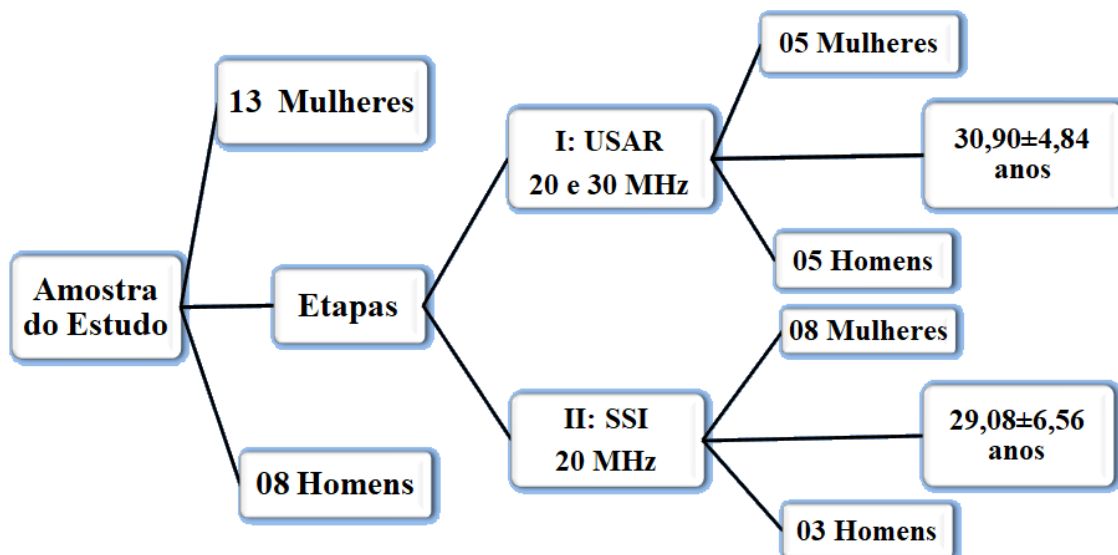 Amostra
do Estudo
13 Mulheres
Etapas
08 Homens
I: USAR
20 e 30 MHz
05 Mulheres
30,90±4,84
anos
05 Homens
II: SSI
20 MHz
08 Mulheres
29,08±6,56
anos
03 Homens